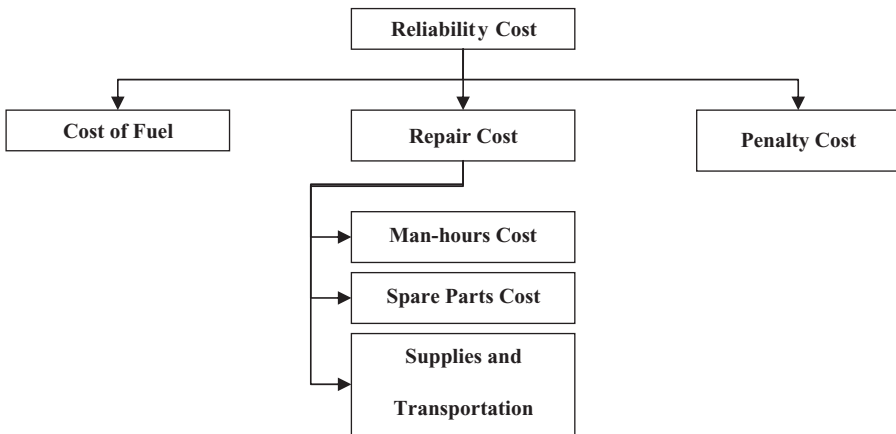 Reliability Cost
Cost of Fuel
Repair Cost
Penalty Cost
Man-hours Cost
Spare Parts Cost
Supplies and
Transportation